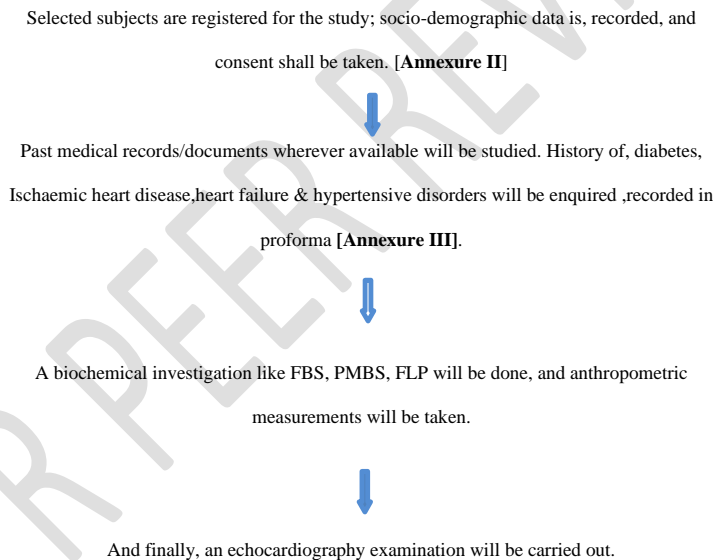 Selected subjects are registered for the study; socio-demographic data is, recorded, and
consent shall be taken. [Annexure II]
Past medical records/documents wherever available will be studied. History of, diabetes,
Ischaemic heart disease,heart failure & hypertensive disorders will be enquired ,recorded in
proforma [Annexure III].
A biochemical investigation like FBS, PMBS, FLP will be done, and anthropometric
measurements will be taken.
And finally, an echocardiography examination will be carried out.
R PEER REV